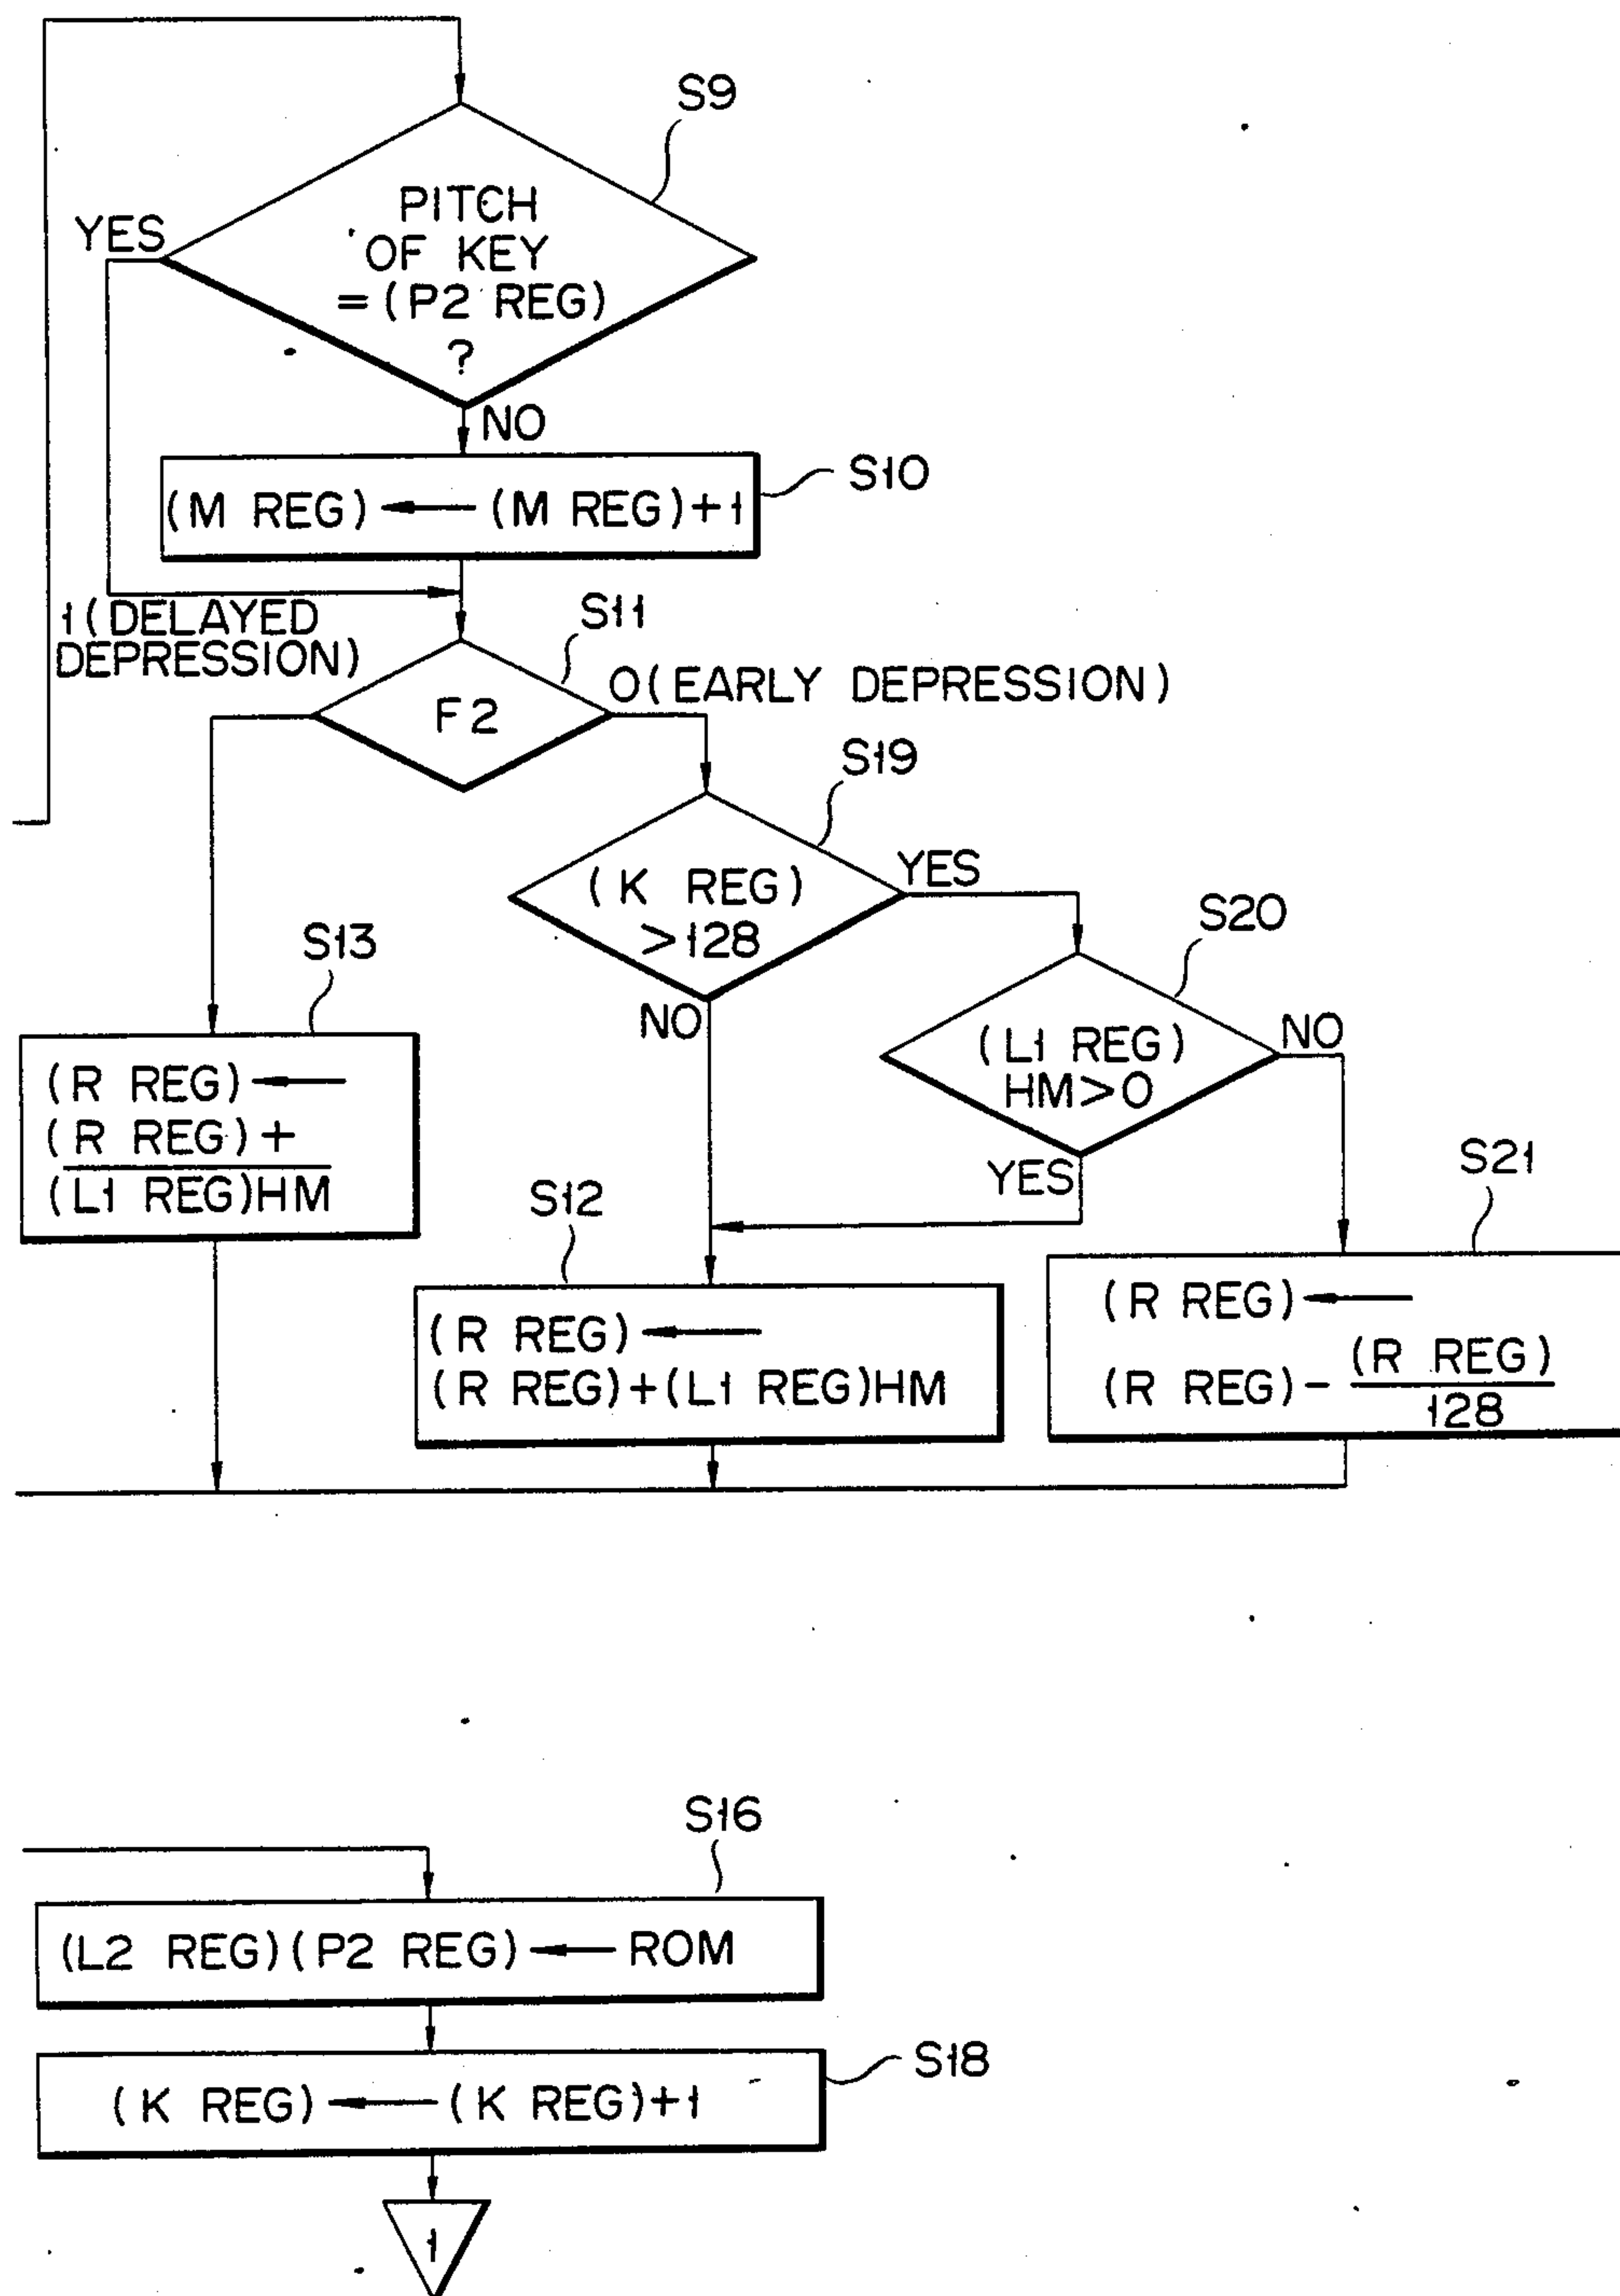 S9
PITCH
OF KEY
=(P2 REG)
?
YES
NO
S10
(M REG) ← (M REG)+1
1(DELAYED
DEPRESSION)
S11
F2
0(EARLY DEPRESSION)
S19
(K REG)
>128
YES
NO
S20
(L1 REG)
HM>0
NO
YES
S13
(R REG) ←
(R REG)+
(L1 REG)HM
S12
(R REG) ←
(R REG)+(L1 REG)HM
S21
(R REG) ←
(R REG)- (R REG)
128
S16
(L2 REG)(P2 REG) ← ROM
S18
(K REG) ← (K REG)+1
1